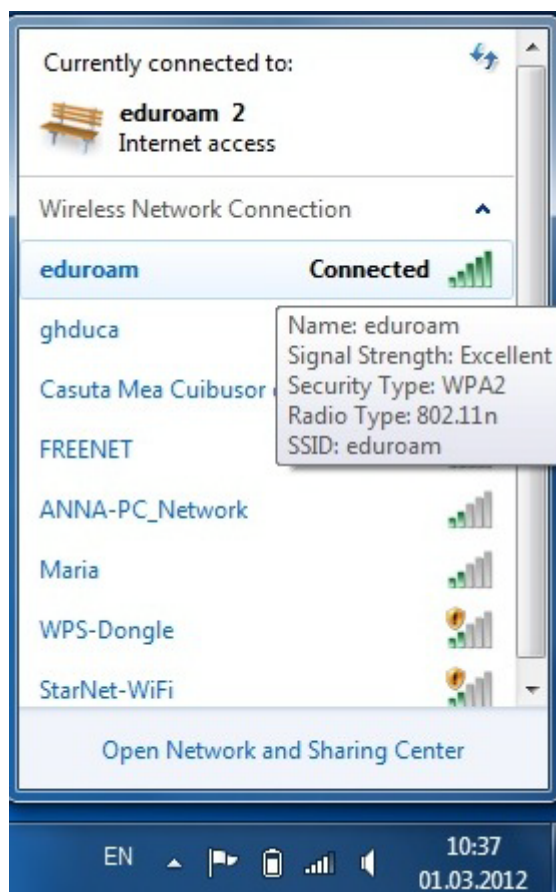 Currently connected to:
eduroam 2
Internet access
Wireless Network Connection
eduroam Connected
Name: eduroam
Signal Strength: Excellent
Security Type: WPA2
Radio Type: 802.11n
SSID: eduroam
ghduca
Casuta Mea Cuibusor
FREENET
ANNA-PC_Network
Maria
WPS-Dongle
StarNet-WiFi
Open Network and Sharing Center
EN
10:37
01.03.2012